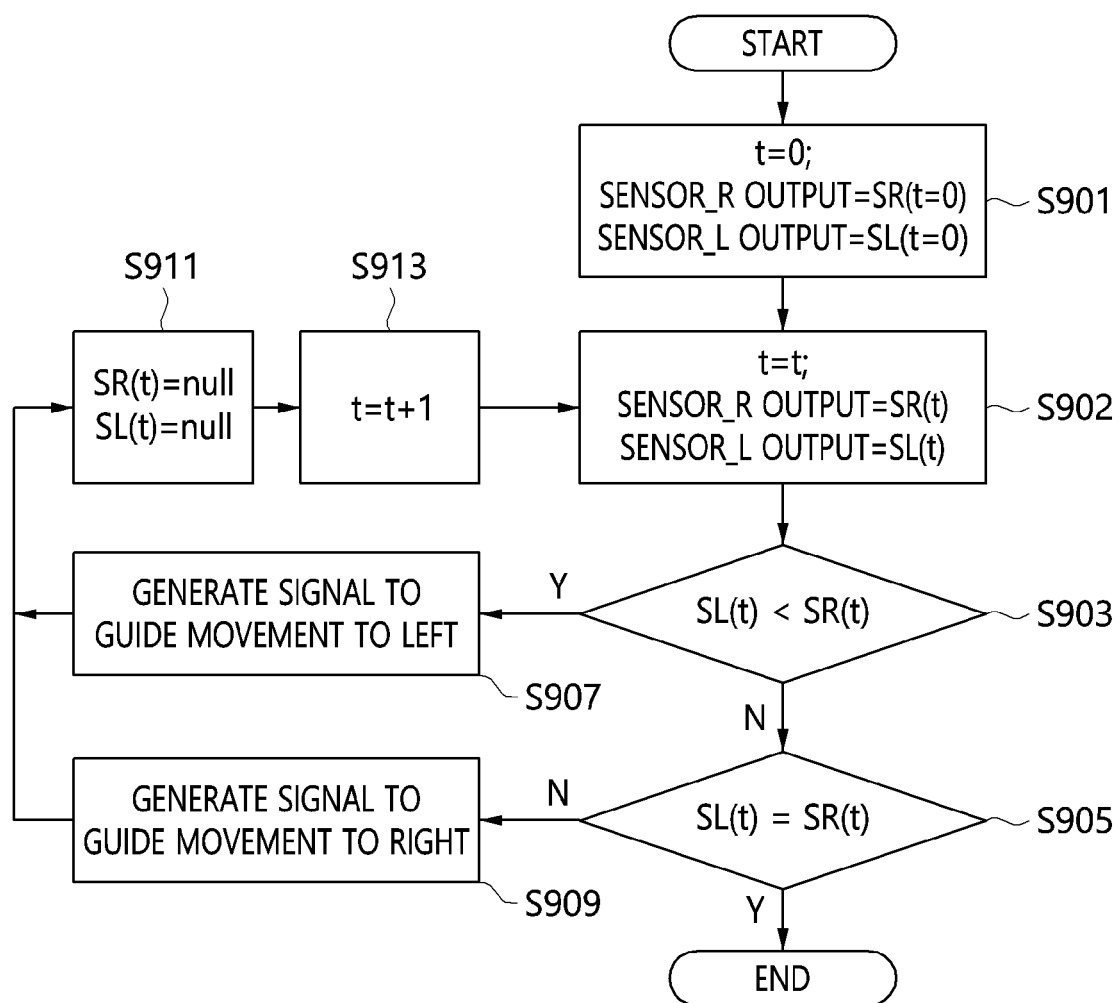 START
t=0;
SENSOR_R OUTPUT=SR(t=0)
SENSOR_L OUTPUT=SL(t=0)
S901
S911
S913
SR(t)=null
SL(t)=null
t=t+1
t=t;
SENSOR_R OUTPUT=SR(t)
SENSOR_L OUTPUT=SL(t)
S902
GENERATE SIGNAL TO
GUIDE MOVEMENT TO LEFT
S907
Y
SL(t) < SR(t)
S903
N
GENERATE SIGNAL TO
GUIDE MOVEMENT TO RIGHT
S909
N
SL(t) = SR(t)
S905
Y
END